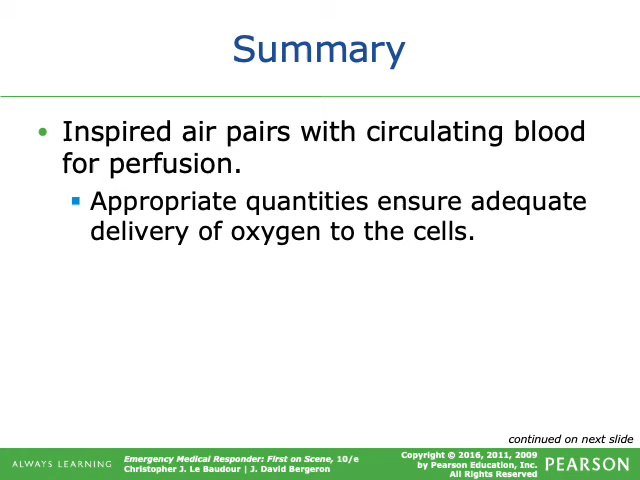 Summary
• Inspired air pairs with circulating blood
for perfusion.
▪ Appropriate quantities ensure adequate
delivery of oxygen to the cells.
continued on next slide
ALWAYS LEARNING
Emergency Medical Responder: First on Scene, 10/e
Christopher J. Le Baudour | J. David Bergeron
Copyright © 2016, 2011, 2009
by Pearson Education, Inc.
All Rights Reserved
PEARSON